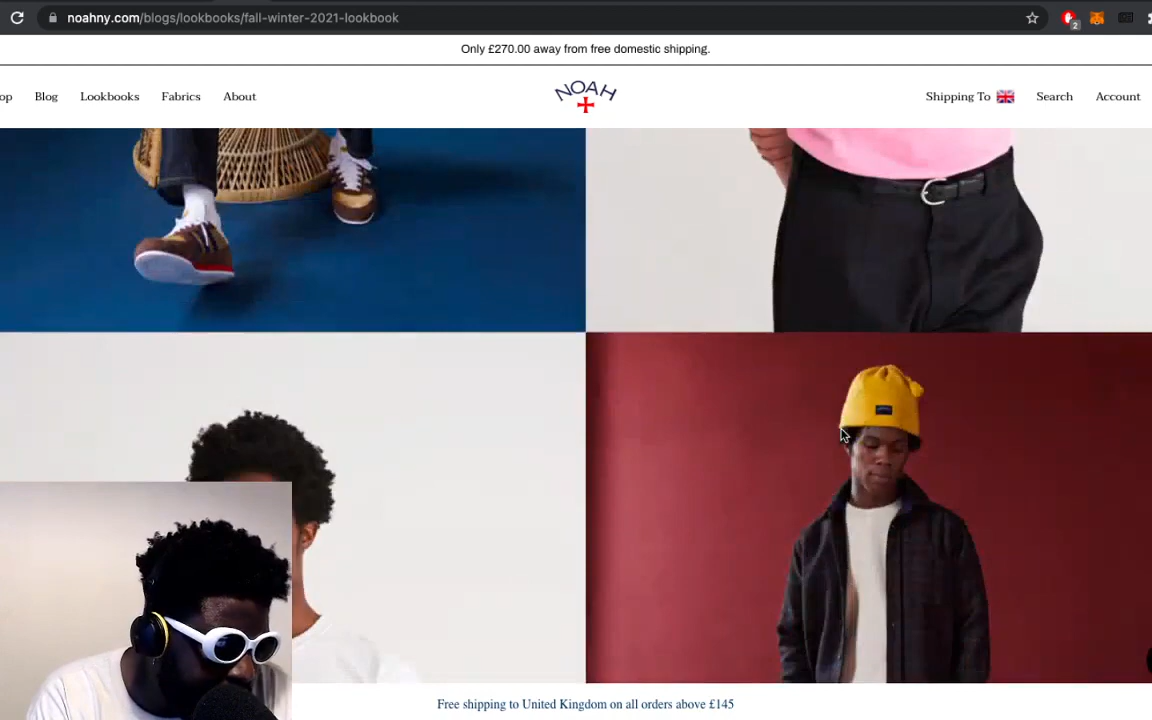 noahny.com/blogs/lookbooks/fall-winter-2021-lookbook
2
Only £270.00 away from free domestic shipping.
op Blog Lookbooks Fabrics About NOAH Shipping To Search Account
Free shipping to United Kingdom on all orders above £145